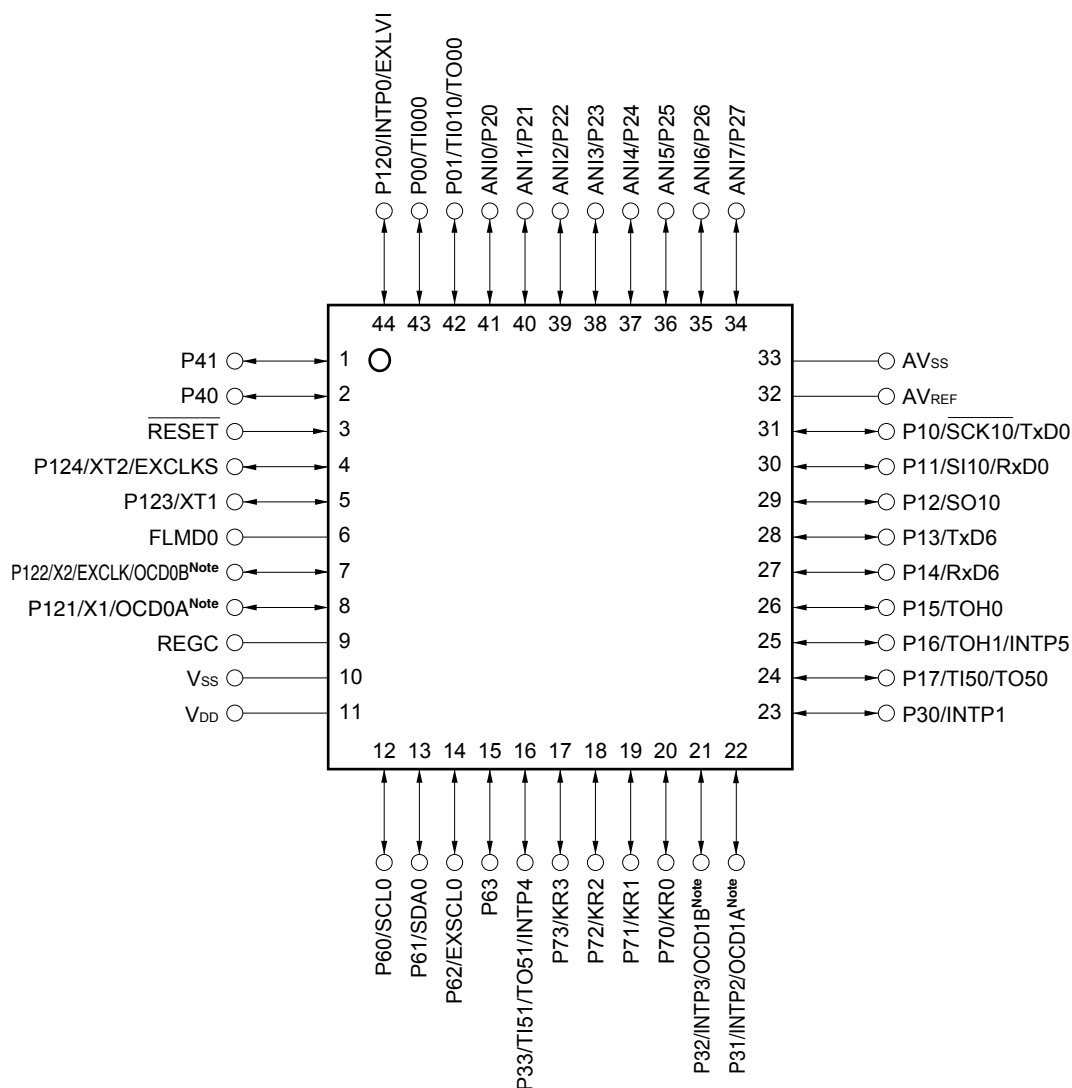 P120/INTP0/EXLVI
P00/TI000
P01/TI010/TO00
ANI0/P20
ANI1/P21
ANI2/P22
ANI3/P23
ANI4/P24
ANI5/P25
ANI6/P26
ANI7/P27
44 43 42 41 40 39 38 37 36 35 34
P41 1
P40 2
RESET 3
P124/XT2/EXCLKS 4
P123/XT1 5
FLMD0 6
P122/X2/EXCLK/OCD0BNote 7
P121/X1/OCD0ANote 8
REGC 9
VSS 10
VDD 11
33 AVSS
32 AVREF
31 P10/SCK10/TxD0
30 P11/SI10/RxD0
29 P12/SO10
28 P13/TxD6
27 P14/RxD6
26 P15/TOH0
25 P16/TOH1/INTP5
24 P17/TI50/TO50
23 P30/INTP1
12 13 14 15 16 17 18 19 20 21 22
P60/SCL0
P61/SDA0
P62/EXSCL0
P63
P33/TI51/TO51/INTP4
P73/KR3
P72/KR2
P71/KR1
P70/KR0
P32/INTP3/OCD1BNote
P31/INTP2/OCD1ANote